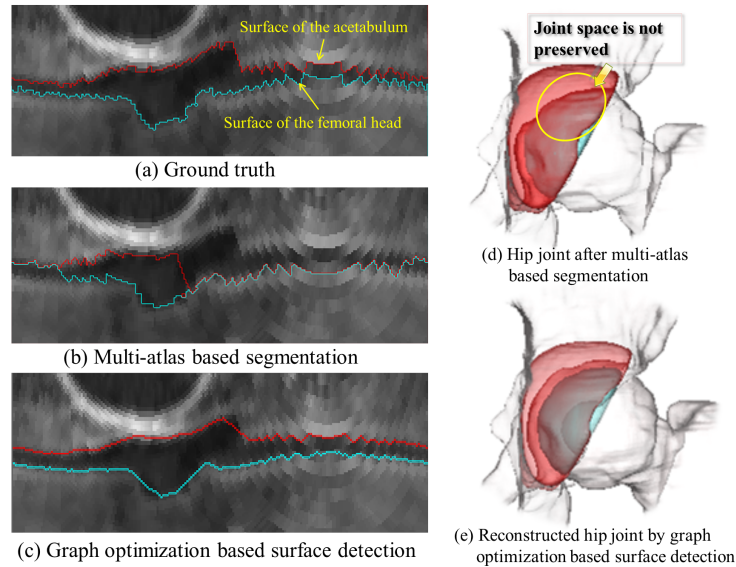 Surface of the acetabulum
Surface of the femoral head
(a) Ground truth
(b) Multi-atlas based segmentation
(c) Graph optimization based surface detection
Joint space is not
preserved
(d) Hip joint after multi-atlas
based segmentation
(e) Reconstructed hip joint by graph
optimization based surface detection